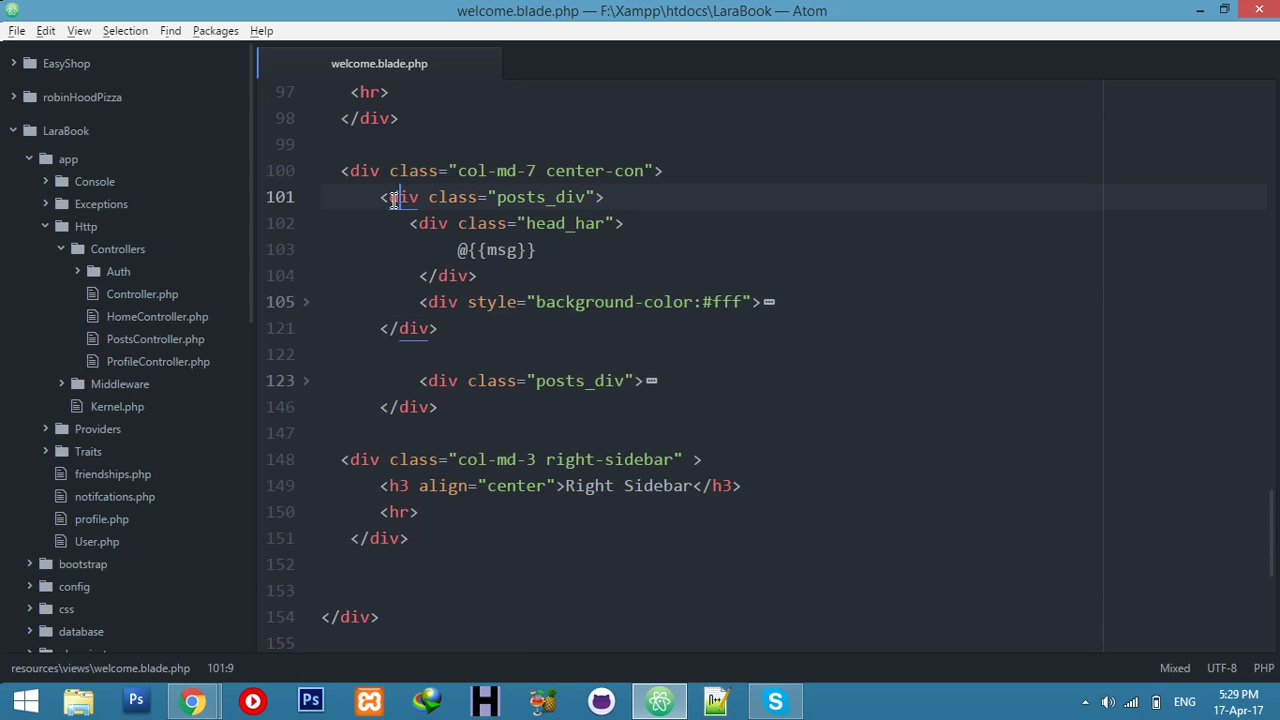 welcome.blade.php — F:\Xampp\htdocs\LaraBook — Atom
File Edit View Selection Find Packages Help
EasyShop
robinHoodPizza
LaraBook
app
Console
Exceptions
Http
Controllers
Auth
Controller.php
HomeController.php
PostsController.php
ProfileController.php
Middleware
Kernel.php
Providers
Traits
friendships.php
notifcations.php
profile.php
User.php
bootstrap
config
css
database
welcome.blade.php
97 <hr>
98 </div>
99
100 <div class="col-md-7 center-con">
101 <div class="posts_div">
102 <div class="head_har">
103 @{{msg}}
104 </div>
105 <div style="background-color:#fff">
121 </div>
122
123 <div class="posts_div">
146 </div>
147
148 <div class="col-md-3 right-sidebar" >
149 <h3 align="center">Right Sidebar</h3>
150 <hr>
151 </div>
152
153
154 </div>
155
resources\views\welcome.blade.php 101:9 Mixed UTF-8 PHP
Ps Ps H S ENG 5:29 PM
17-Apr-17